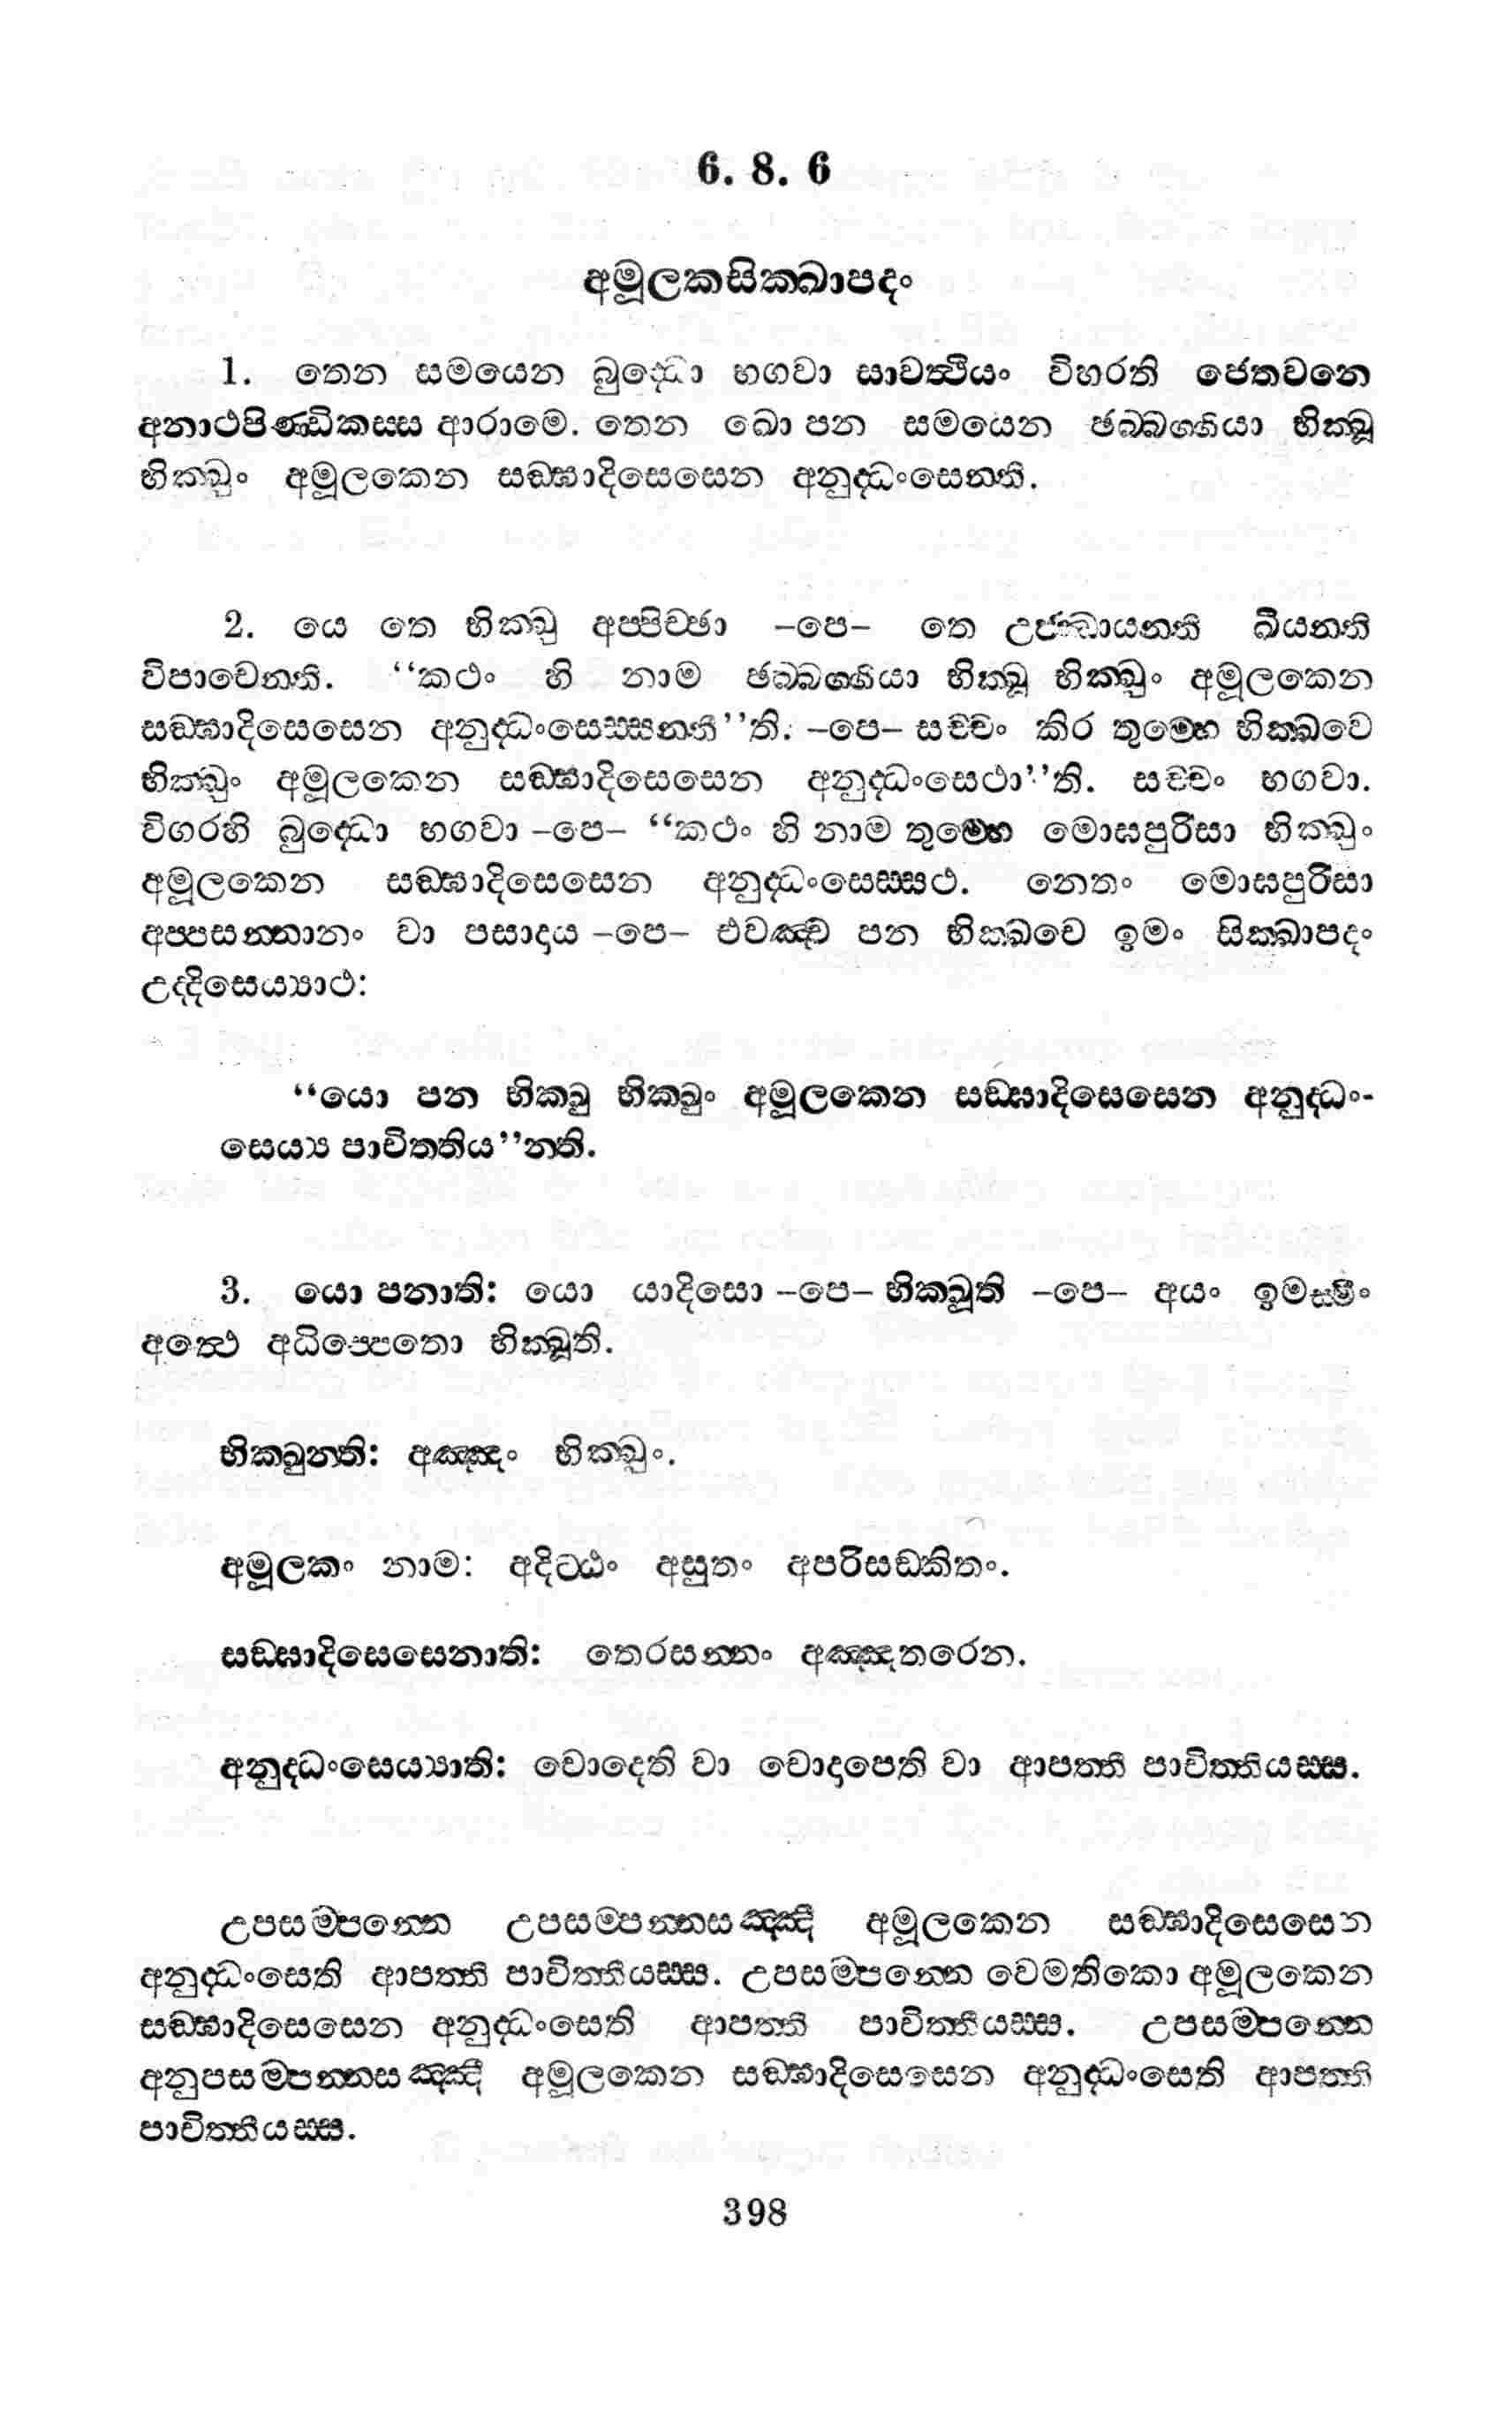 6. 8. 6
අමූලකසික්ඛාපදං
1. තෙන සමයෙන බුද්ධො භගවා සාවත්ථියං විහරති ජෙතවනෙ
අනාථපිණ්ඩිකස්ස ආරාමෙ. තෙන ඛො පන සමයෙන ඡබ්බග්ගියා භික්ඛූ
භික්ඛුං අමූලකෙන සඞ්ඝාදිසෙසෙන අනුද්ධංසෙන්ති.
2. යෙ තෙ භික්ඛු අප්පිච්ඡා –පෙ– තෙ උජ්ඣායන්ති ඛීයන්ති
විපාචෙන්ති. “කථං හි නාම ඡබ්බග්ගියා භික්ඛූ භික්ඛුං අමූලකෙන
සඞ්ඝාදිසෙසෙන අනුද්ධංසෙස්සන්තී”ති. –පෙ– සච්චං කිර තුම්හෙ භික්ඛවෙ
භික්ඛුං අමූලකෙන සඞ්ඝාදිසෙසෙන අනුද්ධංසෙථා”ති. සච්චං භගවා.
විගරහි බුද්ධො භගවා –පෙ– “කථං හි නාම තුම්හෙ මොඝපුරිසා භික්ඛුං
අමූලකෙන සඞ්ඝාදිසෙසෙන අනුද්ධංසෙස්සථ. නෙතං මොඝපුරිසා
අප්පසන්නානං වා පසාදාය –පෙ– එවඤ්ච පන භික්ඛවෙ ඉමං සික්ඛාපදං
උද්දිසෙය්‍යාථ:
“යො පන භික්ඛු භික්ඛුං අමූලකෙන සඞ්ඝාදිසෙසෙන අනුද්ධං-
සෙය්‍ය පාචිත්තිය”න්ති.
3. යො පනාති: යො යාදිසො –පෙ– භික්ඛූති –පෙ– අයං ඉමස්මිං
අත්ථෙ අධිප්පෙතො භික්ඛූති.
භික්ඛුන්ති: අඤ්ඤං භික්ඛුං.
අමූලකං නාම: අදිට්ඨං අසුතං අපරිසඞ්කිතං.
සඞ්ඝාදිසෙසෙනාති: තෙරසන්නං අඤ්ඤතරෙන.
අනුද්ධංසෙය්‍යාති: චොදෙති වා චොදාපෙති වා ආපත්ති පාචිත්තියස්ස.
උපසම්පන්නෙ උපසම්පන්නසඤ්ඤී අමූලකෙන සඞ්ඝාදිසෙසෙන
අනුද්ධංසෙති ආපත්ති පාචිත්තියස්ස. උපසම්පන්නෙ වෙමතිකො අමූලකෙන
සඞ්ඝාදිසෙසෙන අනුද්ධංසෙති ආපත්ති පාචිත්තියස්ස. උපසම්පන්නෙ
අනුපසම්පන්නසඤ්ඤී අමූලකෙන සඞ්ඝාදිසෙසෙන අනුද්ධංසෙති ආපත්ති
පාචිත්තියස්ස.
398